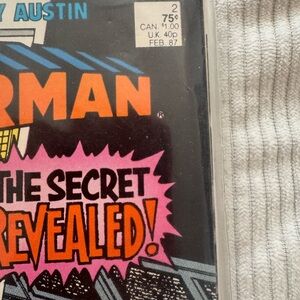 Y AUSTIN
2
75¢
CAN. $1.00
U.K. 40p
FEB. 87
RMAN®
THE SECRET
REVEALED!